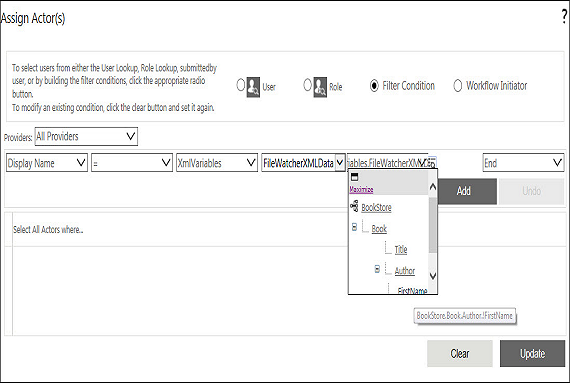 Assign Actor(s)
?
To select users from either the User Lookup, Role Lookup, submittedby
user, or by building the filter conditions, click the appropriate radio
button.
To modify an existing condition, click the clear button and set it again.
User
Role
Filter Condition
Workflow Initiator
Providers:
All Providers
Display Name
=
XmlVariables
FileWatcherXMLData
iables.FileWatcherXML
End
Maximize
BookStore
Book
Title
Author
FirstName
Add
Undo
Select All Actors where...
BookStore.Book.Author.!FirstName
Clear
Update